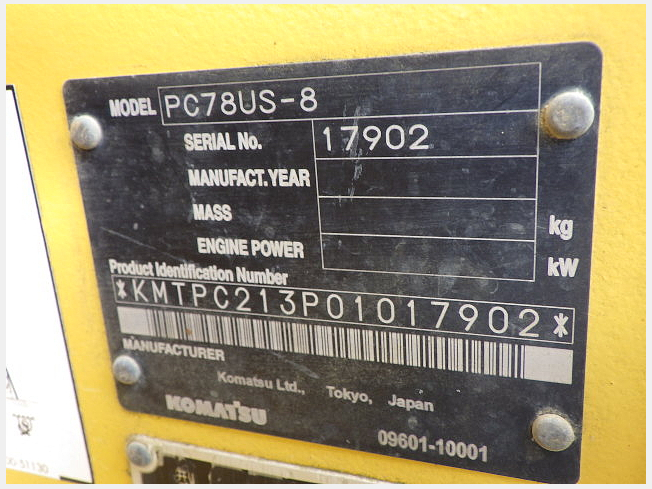 MODEL PC78US-8
SERIAL No. 17902
MANUFACT. YEAR
MASS kg
ENGINE POWER kW
Product Identification Number
*KMTPC213P01017902*
MANUFACTURER
Komatsu Ltd., Tokyo, Japan
KOMATSU
09601-10001